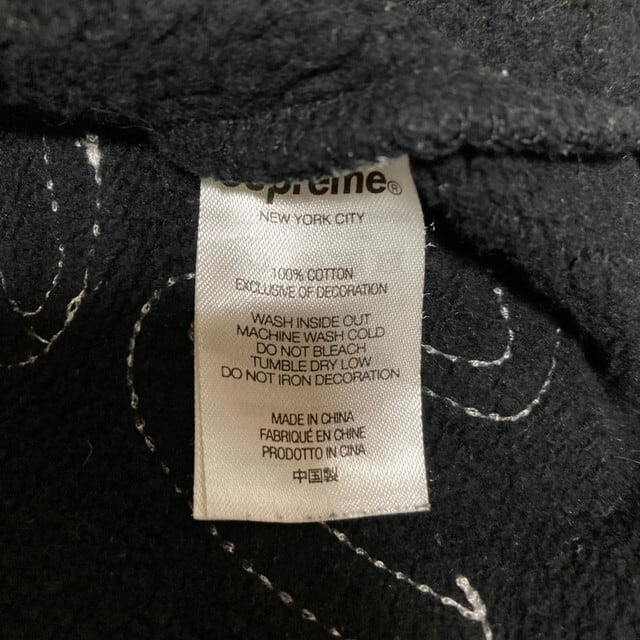 Supreme®
NEW YORK CITY
100% COTTON
EXCLUSIVE OF DECORATION
WASH INSIDE OUT
MACHINE WASH COLD
DO NOT BLEACH
TUMBLE DRY LOW
DO NOT IRON DECORATION
MADE IN CHINA
FABRIQUÉ EN CHINE
PRODOTTO IN CINA
中国製